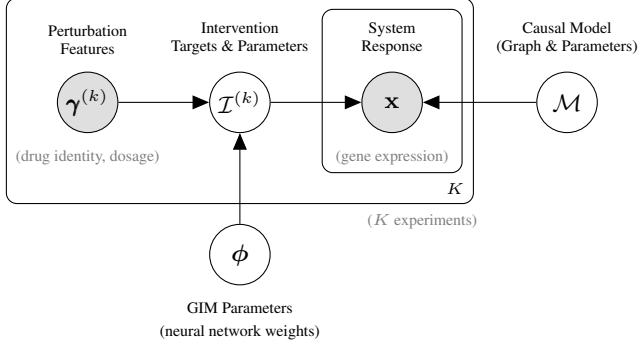 Perturbation
Features
Intervention
Targets & Parameters
System
Response
Causal Model
(Graph & Parameters)
γ^(k)
I^(k)
x
M
(drug identity, dosage)
(gene expression)
K
(K experiments)
ϕ
GIM Parameters
(neural network weights)